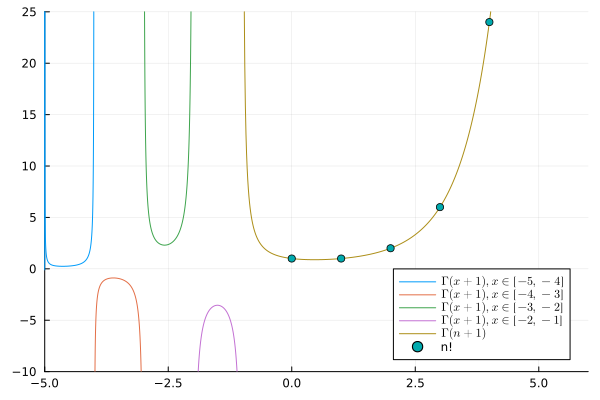 25
20
15
10
5
0
−5
−10
−5.0 −2.5 0.0 2.5 5.0
Γ(x + 1), x ∈ [−5, −4]
Γ(x + 1), x ∈ [−4, −3]
Γ(x + 1), x ∈ [−3, −2]
Γ(x + 1), x ∈ [−2, −1]
Γ(n + 1)
n!